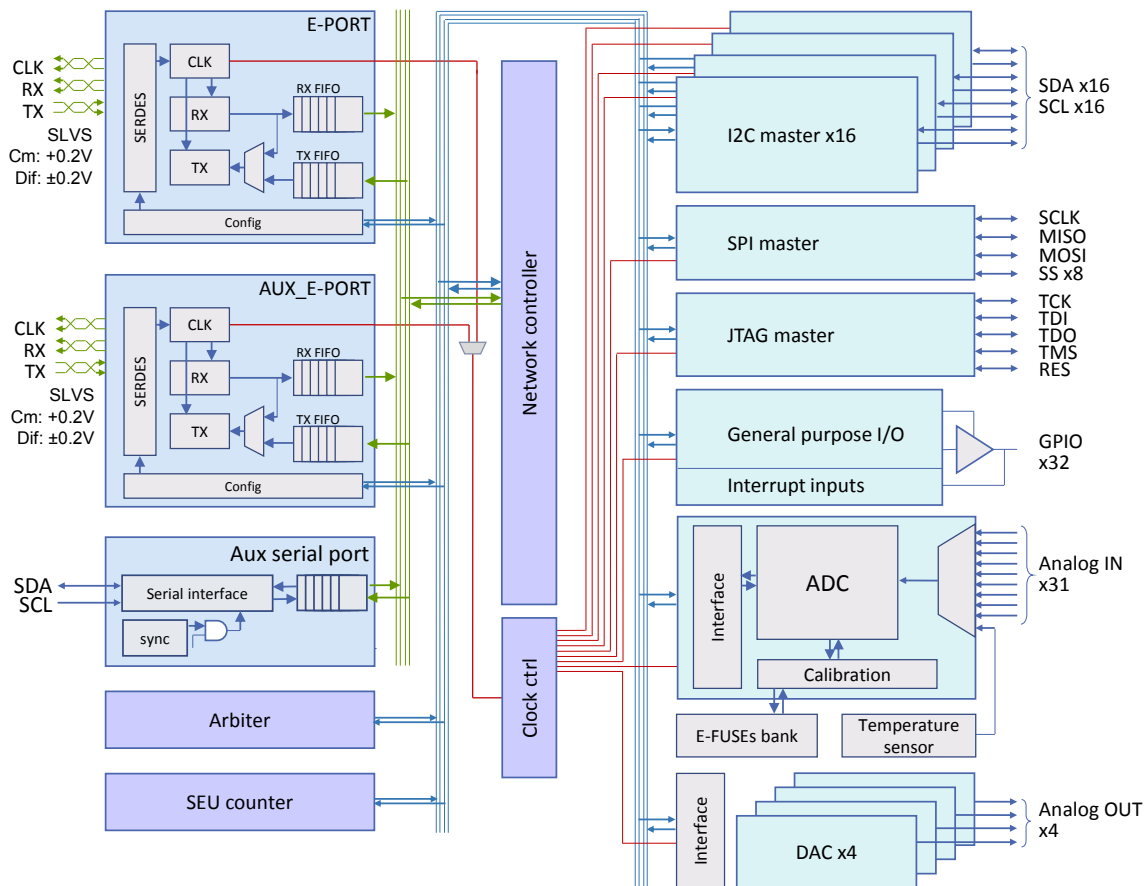 E-PORT
CLK
RX
TX
SLVS
Cm: +0.2V
Dif: ±0.2V
SERDES
CLK
RX
TX
RX FIFO
TX FIFO
Config
AUX_E-PORT
CLK
RX
TX
SLVS
Cm: +0.2V
Dif: ±0.2V
SERDES
CLK
RX
TX
RX FIFO
TX FIFO
Config
Aux serial port
SDA
SCL
Serial interface
sync
Arbiter
SEU counter
Network controller
Clock ctrl
I2C master x16
SDA x16
SCL x16
SPI master
SCLK
MISO
MOSI
SS x8
JTAG master
TCK
TDI
TDO
TMS
RES
General purpose I/O
Interrupt inputs
GPIO
x32
Interface
ADC
Calibration
Analog IN
x31
E-FUSEs bank
Temperature
sensor
Interface
DAC x4
Analog OUT
x4